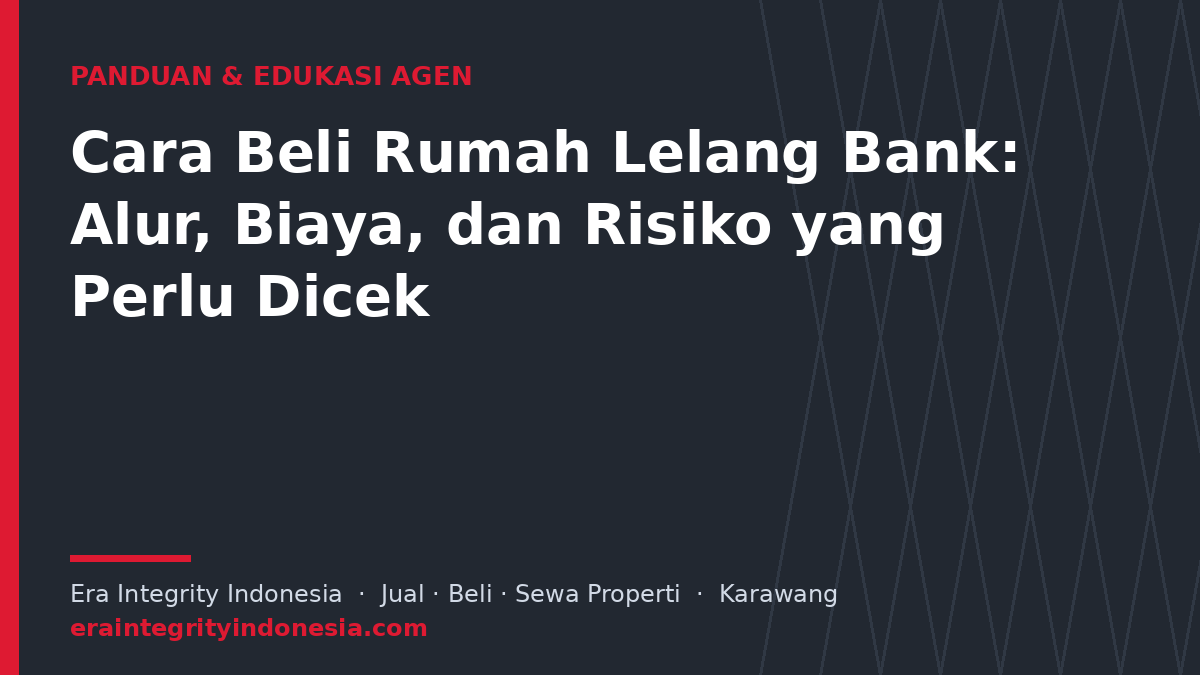 PANDUAN & EDUKASI AGEN
Cara Beli Rumah Lelang Bank:
Alur, Biaya, dan Risiko yang
Perlu Dicek
Era Integrity Indonesia · Jual · Beli · Sewa Properti · Karawang
eraintegrityindonesia.com